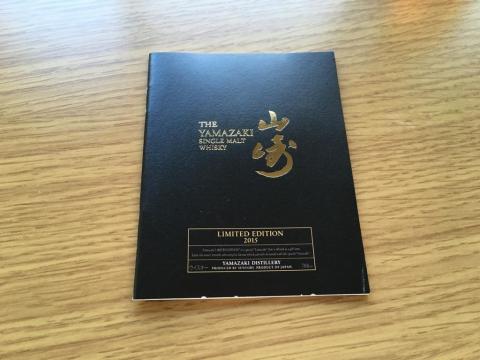 THE
YAMAZAKI
SINGLE MALT
WHISKY
山崎
LIMITED EDITION
2015
ウイスキー
YAMAZAKI DISTILLERY
PRODUCED BY SUNTORY, PRODUCT OF JAPAN.